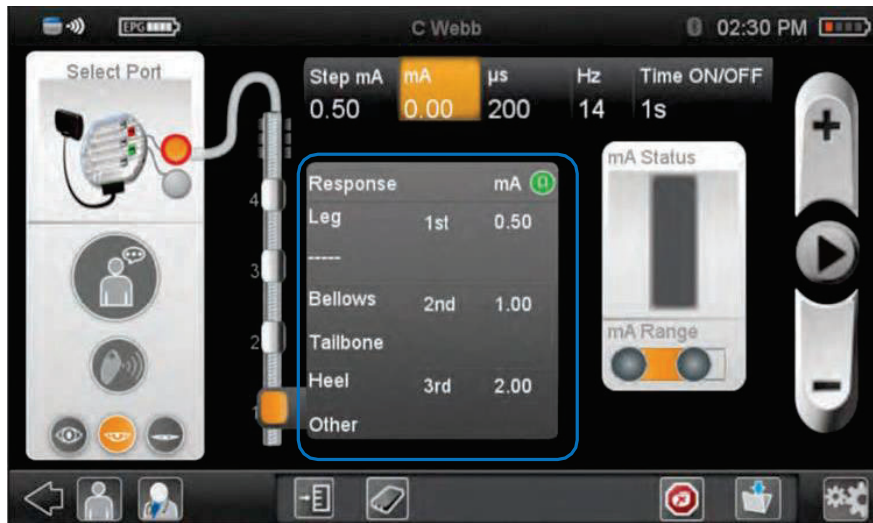 EPG
C Webb
02:30 PM
Select Port
Step mA mA µs Hz Time ON/OFF
0.50 0.00 200 14 1s
mA Status
Response mA Ω
4
Leg 1st 0.50
-----
3
Bellows 2nd 1.00
2 Tailbone
mA Range
Heel 3rd 2.00
1
Other
+
-